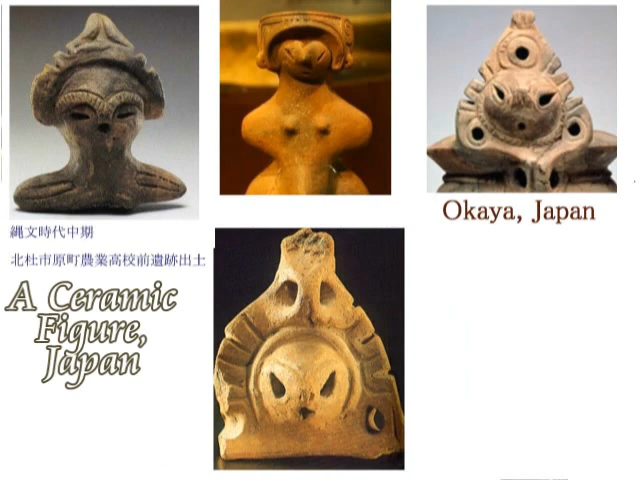 Okaya, Japan
縄文時代中期
北杜市原町農業高校前遺跡出土
A Ceramic
Figure,
Japan